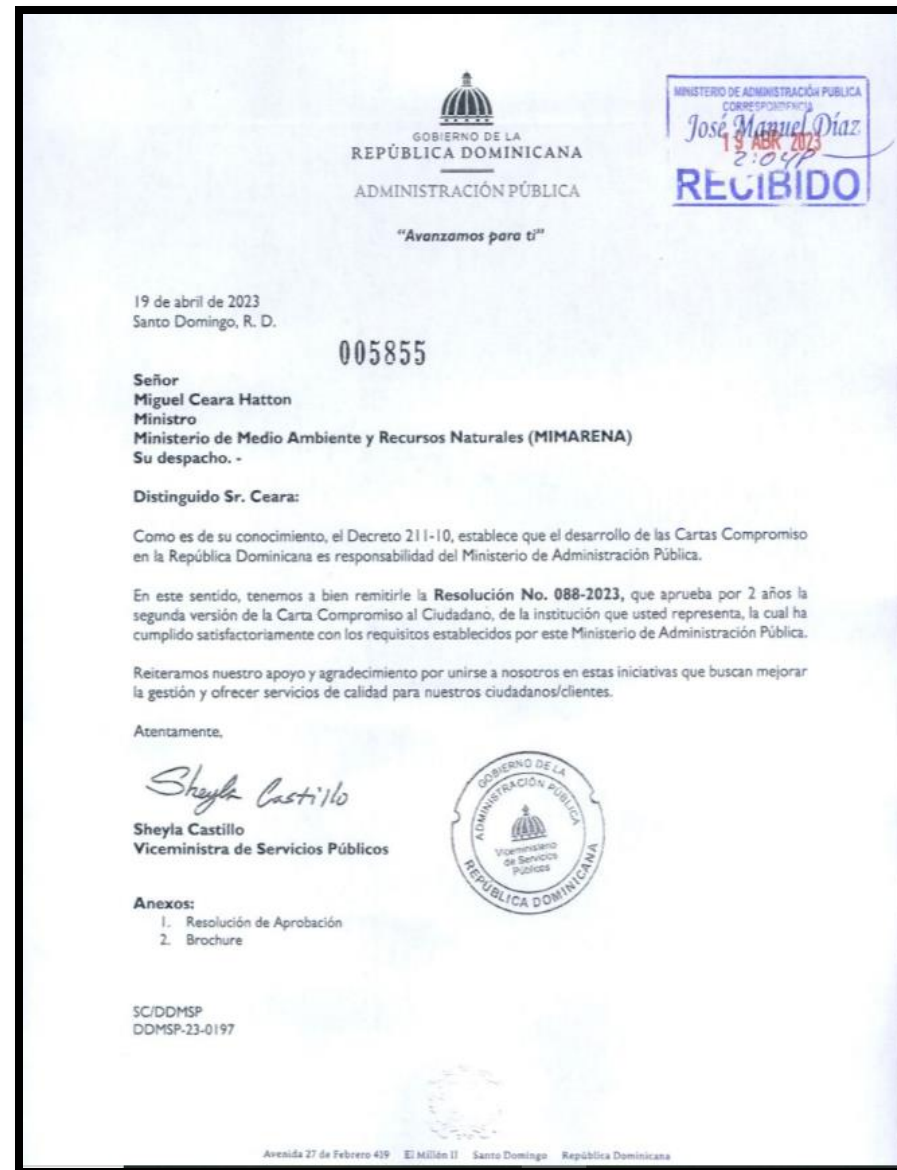 GOBIERNO DE LA
REPÚBLICA DOMINICANA
ADMINISTRACIÓN PÚBLICA
"Avanzamos para ti"
MINISTERIO DE ADMINISTRACIÓN PUBLICA
CORRESPONDENCIA
José Manuel Díaz
19 ABR 2023
2:04P
RECIBIDO
19 de abril de 2023
Santo Domingo, R. D.
005855
Señor
Miguel Ceara Hatton
Ministro
Ministerio de Medio Ambiente y Recursos Naturales (MIMARENA)
Su despacho. -
Distinguido Sr. Ceara:
Como es de su conocimiento, el Decreto 211-10, establece que el desarrollo de las Cartas Compromiso
en la República Dominicana es responsabilidad del Ministerio de Administración Pública.
En este sentido, tenemos a bien remitirle la Resolución No. 088-2023, que aprueba por 2 años la
segunda versión de la Carta Compromiso al Ciudadano, de la institución que usted representa, la cual ha
cumplido satisfactoriamente con los requisitos establecidos por este Ministerio de Administración Pública.
Reiteramos nuestro apoyo y agradecimiento por unirse a nosotros en estas iniciativas que buscan mejorar
la gestión y ofrecer servicios de calidad para nuestros ciudadanos/clientes.
Atentamente,
Sheyla Castillo
Sheyla Castillo
Viceministra de Servicios Públicos
GOBIERNO DE LA
REPÚBLICA DOMINICANA
ADMINISTRACIÓN PÚBLICA
Viceministerio
de Servicios
Públicos
Anexos:
1. Resolución de Aprobación
2. Brochure
SC/DDMSP
DDMSP-23-0197
Avenida 27 de Febrero 419 El Millón II Santo Domingo República Dominicana